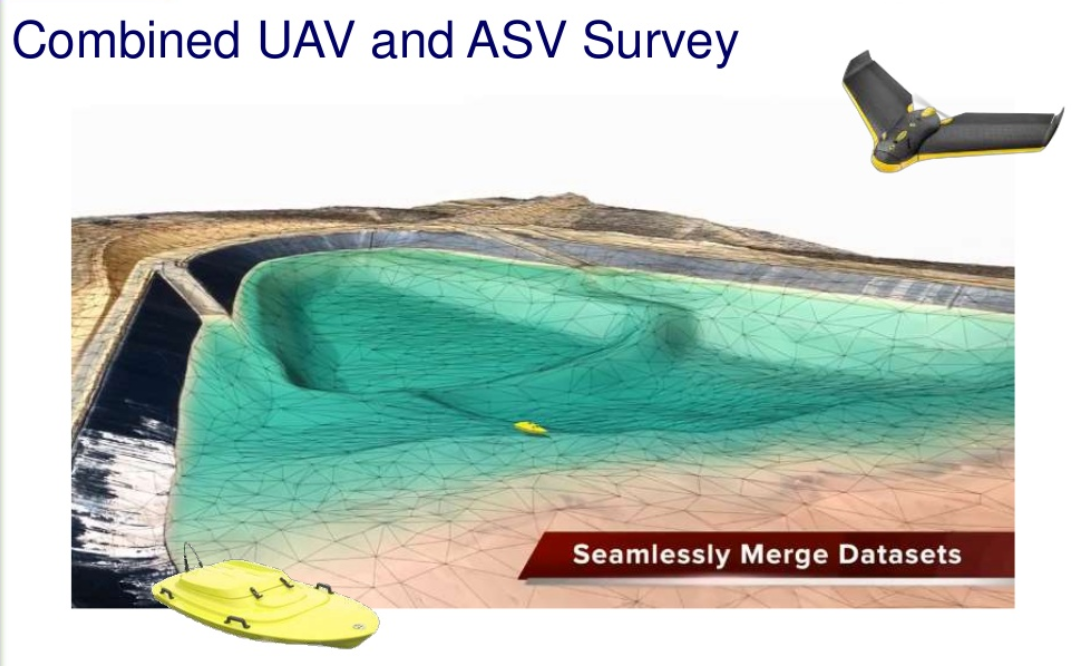 Combined UAV and ASV Survey
Seamlessly Merge Datasets